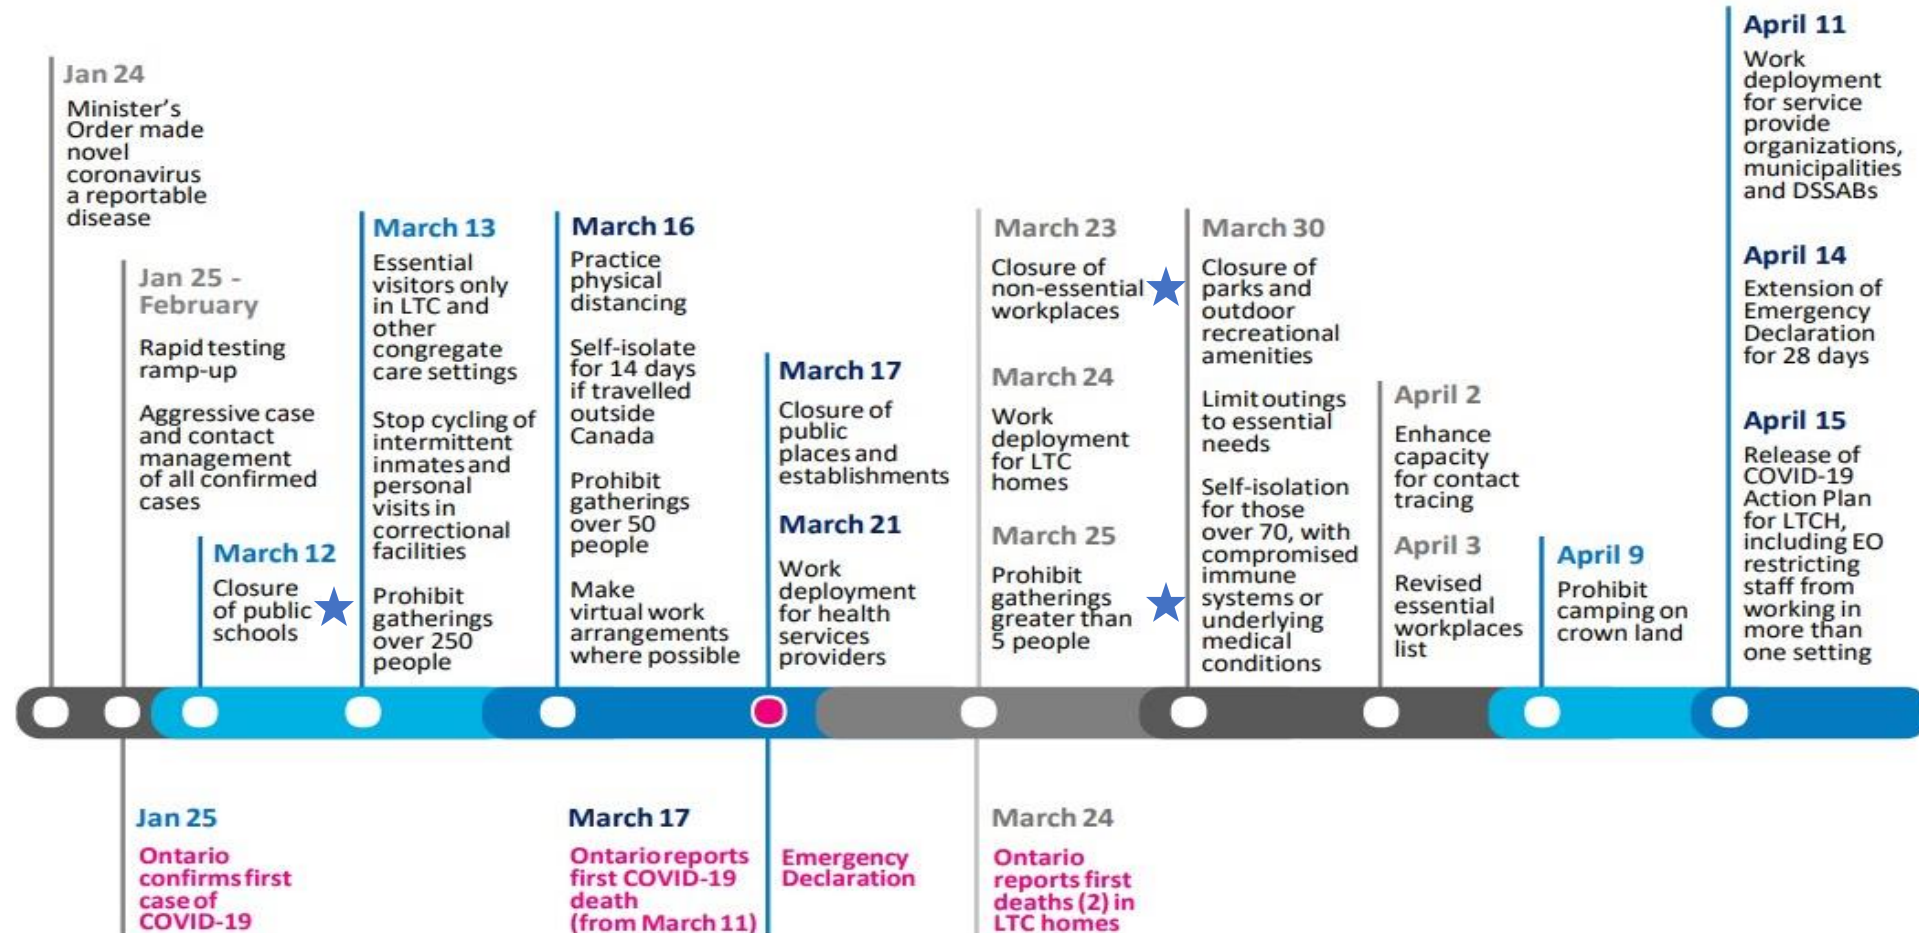 Jan 24
Minister's
Order made
novel
coronavirus
a reportable
disease
Jan 25 -
February
Rapid testing
ramp-up
Aggressive case
and contact
management
of all confirmed
cases
March 12
Closure
of public
schools
March 13
Essential
visitors only
in LTC and
other
congregate
care settings
Stop cycling of
intermittent
inmates and
personal
visits in
correctional
facilities
Prohibit
gatherings
over 250
people
March 16
Practice
physical
distancing
Self-isolate
for 14 days
if travelled
outside
Canada
Prohibit
gatherings
over 50
people
Make
virtual work
arrangements
where possible
March 17
Closure of
public
places and
establishments
March 21
Work
deployment
for health
services
providers
March 23
Closure of
non-essential
workplaces
March 24
Work
deployment
for LTC
homes
March 25
Prohibit
gatherings
greater than
5 people
March 30
Closure of
parks and
outdoor
recreational
amenities
Limit outings
to essential
needs
Self-isolation
for those
over 70, with
compromised
immune
systems or
underlying
medical
conditions
April 2
Enhance
capacity
for contact
tracing
April 3
Revised
essential
workplaces
list
April 9
Prohibit
camping on
crown land
April 11
Work
deployment
for service
provide
organizations,
municipalities
and DSSABs
April 14
Extension of
Emergency
Declaration
for 28 days
April 15
Release of
COVID-19
Action Plan
for LTCH,
including EO
restricting
staff from
working in
more than
one setting
Jan 25
Ontario
confirms first
case of
COVID-19
March 17
Ontario reports
first COVID-19
death
(from March 11)
Emergency
Declaration
March 24
Ontario
reports first
deaths (2) in
LTC homes